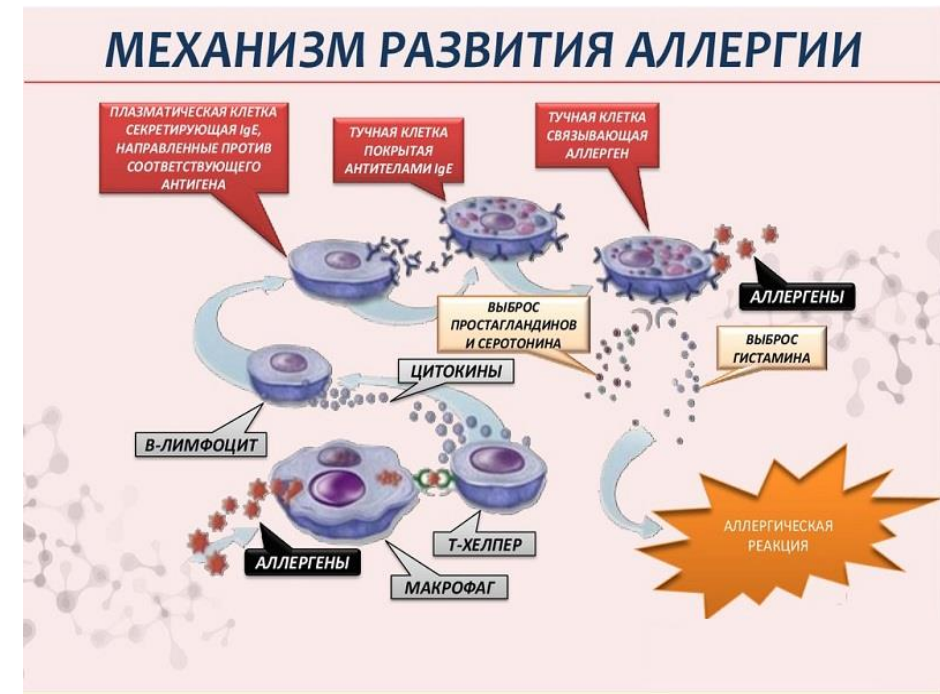 МЕХАНИЗМ РАЗВИТИЯ АЛЛЕРГИИ
ПЛАЗМАТИЧЕСКАЯ КЛЕТКА
СЕКРЕТИРУЮЩАЯ IgE,
НАПРАВЛЕННЫЕ ПРОТИВ
СООТВЕТСТВУЮЩЕГО
АНТИГЕНА
ТУЧНАЯ КЛЕТКА
ПОКРЫТАЯ
АНТИТЕЛАМИ IgE
ТУЧНАЯ КЛЕТКА
СВЯЗЫВАЮЩАЯ
АЛЛЕРГЕН
АЛЛЕРГЕНЫ
ВЫБРОС
ПРОСТАГЛАНДИНОВ
И СЕРОТОНИНА
ВЫБРОС
ГИСТАМИНА
ЦИТОКИНЫ
В-ЛИМФОЦИТ
Т-ХЕЛПЕР
АЛЛЕРГЕНЫ
МАКРОФАГ
АЛЛЕРГИЧЕСКАЯ
РЕАКЦИЯ